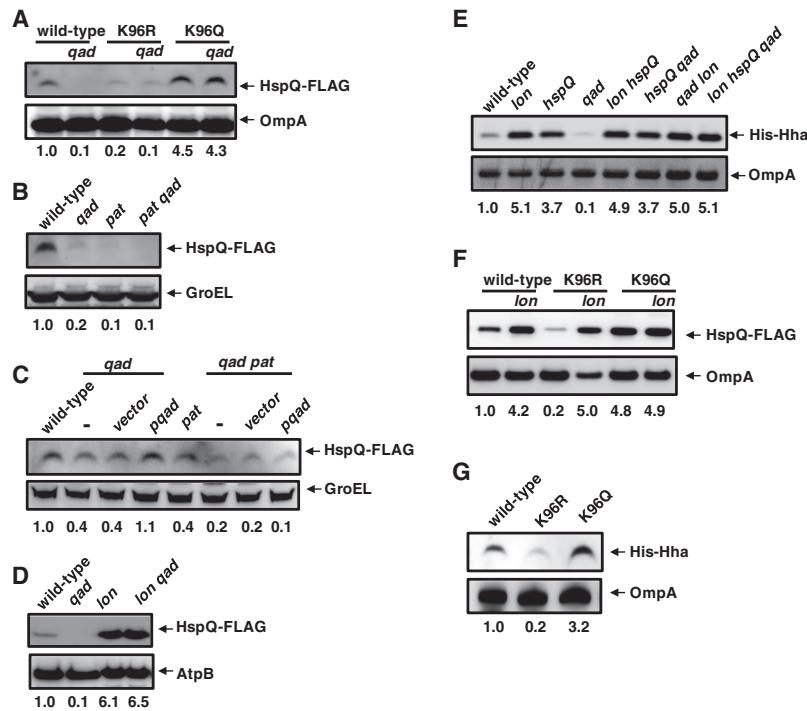 A
wild-type K96R K96Q
qad qad qad
HspQ-FLAG
OmpA
1.0 0.1 0.2 0.1 4.5 4.3
B
wild-type qad pat pat qad
HspQ-FLAG
GroEL
1.0 0.2 0.1 0.1
C
qad qad pat
wild-type - vector pqad pat - vector pqad
HspQ-FLAG
GroEL
1.0 0.4 0.4 1.1 0.4 0.2 0.2 0.1
D
wild-type qad lon lon qad
HspQ-FLAG
AtpB
1.0 0.1 6.1 6.5
E
wild-type lon hspQ qad lon hspQ hspQ qad qad lon lon hspQ qad
His-Hha
OmpA
1.0 5.1 3.7 0.1 4.9 3.7 5.0 5.1
F
wild-type K96R K96Q
lon lon lon
HspQ-FLAG
OmpA
1.0 4.2 0.2 5.0 4.8 4.9
G
wild-type K96R K96Q
His-Hha
OmpA
1.0 0.2 3.2